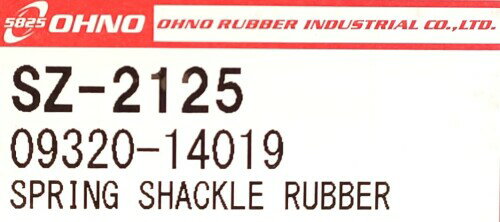 5825 OHNO OHNO RUBBER INDUSTRIAL CO.,LTD.
SZ-2125
09320-14019
SPRING SHACKLE RUBBER